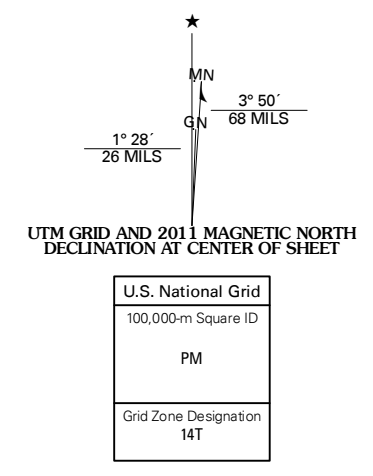 ★
MN
3° 50´
68 MILS
GN
1° 28´
26 MILS
UTM GRID AND 2011 MAGNETIC NORTH
DECLINATION AT CENTER OF SHEET
U.S. National Grid
100,000-m Square ID
PM
Grid Zone Designation
14T